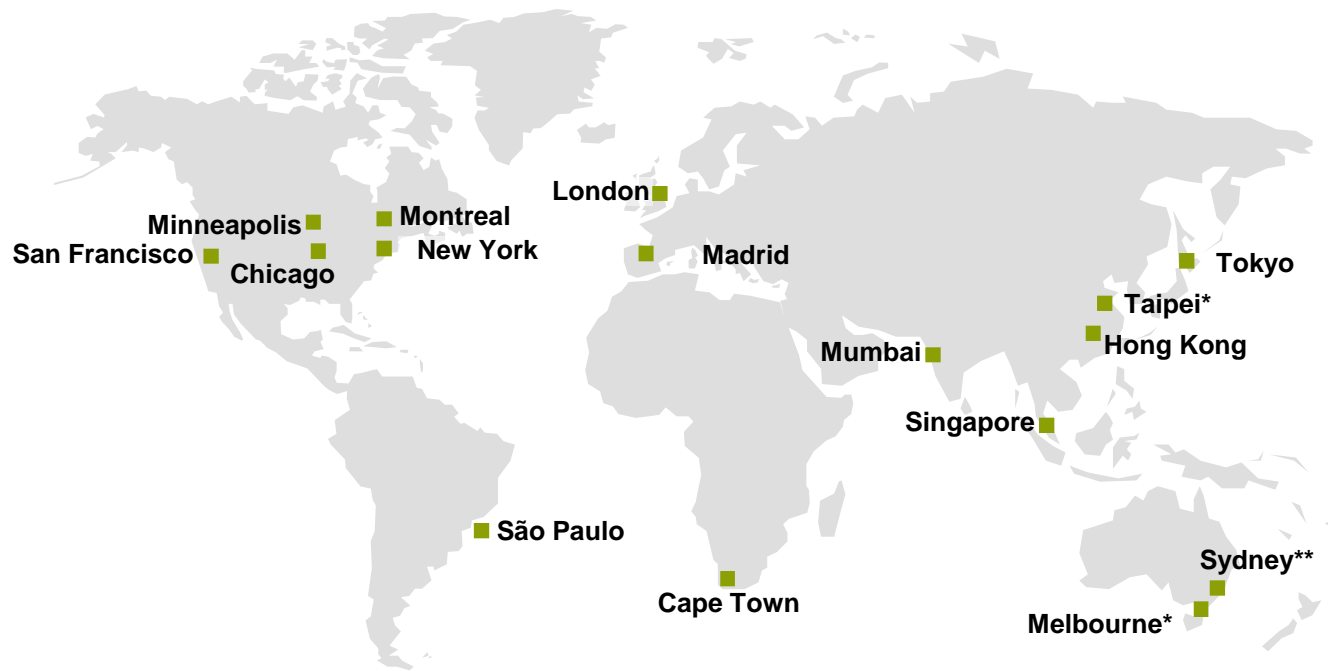 London
Montreal
Minneapolis
New York
San Francisco
Madrid
Tokyo
Chicago
Taipei*
Hong Kong
Mumbai
Singapore
São Paulo
Sydney**
Cape Town
Melbourne*